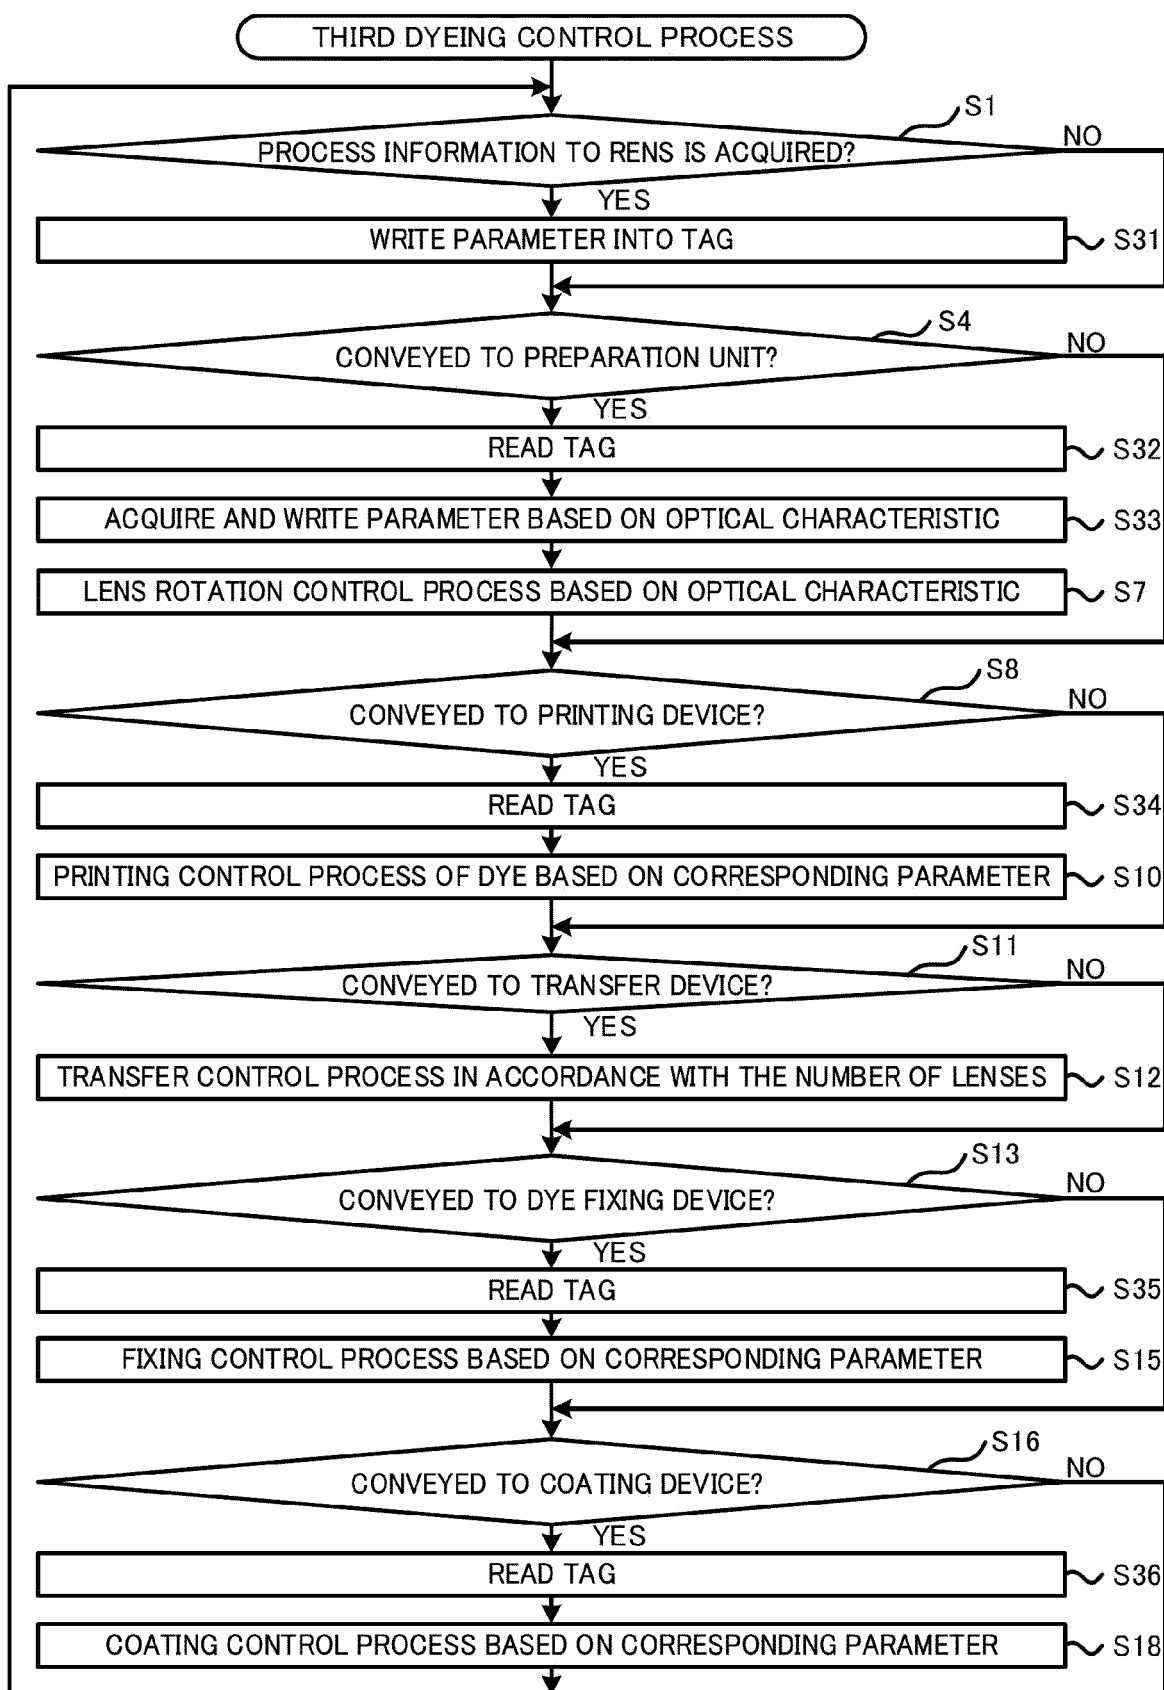 THIRD DYEING CONTROL PROCESS
S1
PROCESS INFORMATION TO RENS IS ACQUIRED?
NO
YES
WRITE PARAMETER INTO TAG
S31
S4
CONVEYED TO PREPARATION UNIT?
NO
YES
READ TAG
S32
ACQUIRE AND WRITE PARAMETER BASED ON OPTICAL CHARACTERISTIC
S33
LENS ROTATION CONTROL PROCESS BASED ON OPTICAL CHARACTERISTIC
S7
S8
CONVEYED TO PRINTING DEVICE?
NO
YES
READ TAG
S34
PRINTING CONTROL PROCESS OF DYE BASED ON CORRESPONDING PARAMETER
S10
S11
CONVEYED TO TRANSFER DEVICE?
NO
YES
TRANSFER CONTROL PROCESS IN ACCORDANCE WITH THE NUMBER OF LENSES
S12
S13
CONVEYED TO DYE FIXING DEVICE?
NO
YES
READ TAG
S35
FIXING CONTROL PROCESS BASED ON CORRESPONDING PARAMETER
S15
S16
CONVEYED TO COATING DEVICE?
NO
YES
READ TAG
S36
COATING CONTROL PROCESS BASED ON CORRESPONDING PARAMETER
S18